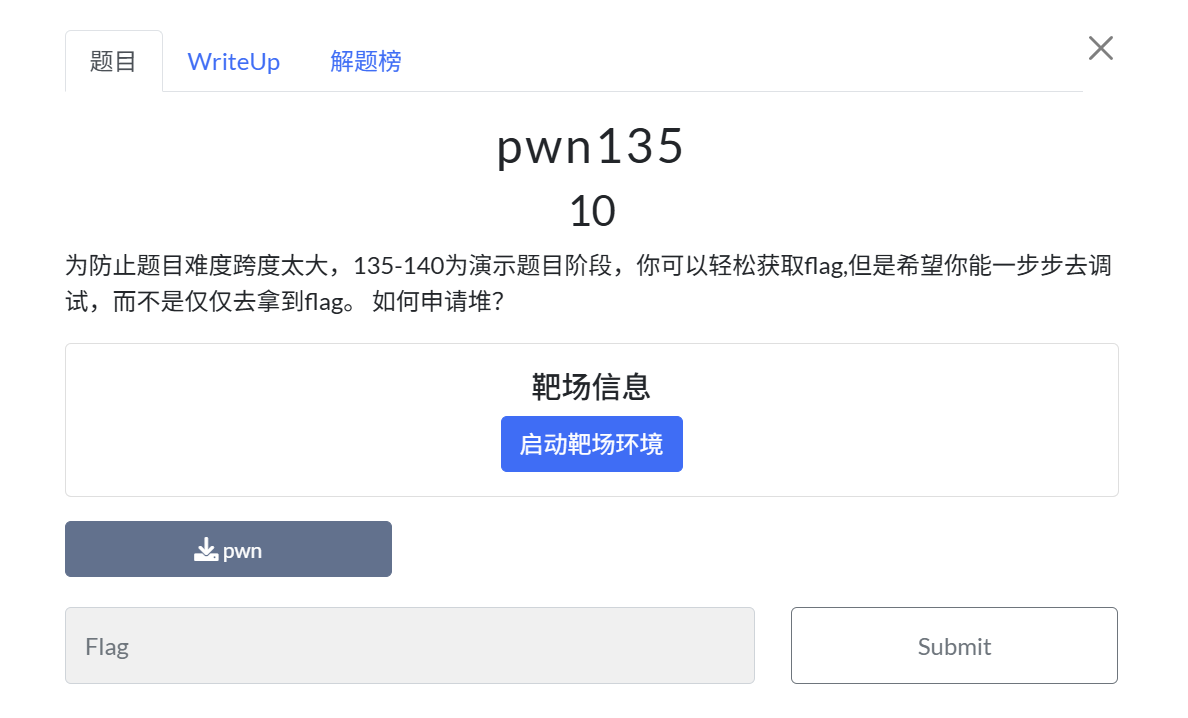 题目 WriteUp 解题榜
pwn135
10
为防止题目难度跨度太大，135-140为演示题目阶段，你可以轻松获取flag,但是希望你能一步步去调
试，而不是仅仅去拿到flag。 如何申请堆？
靶场信息
启动靶场环境
pwn
Flag
Submit